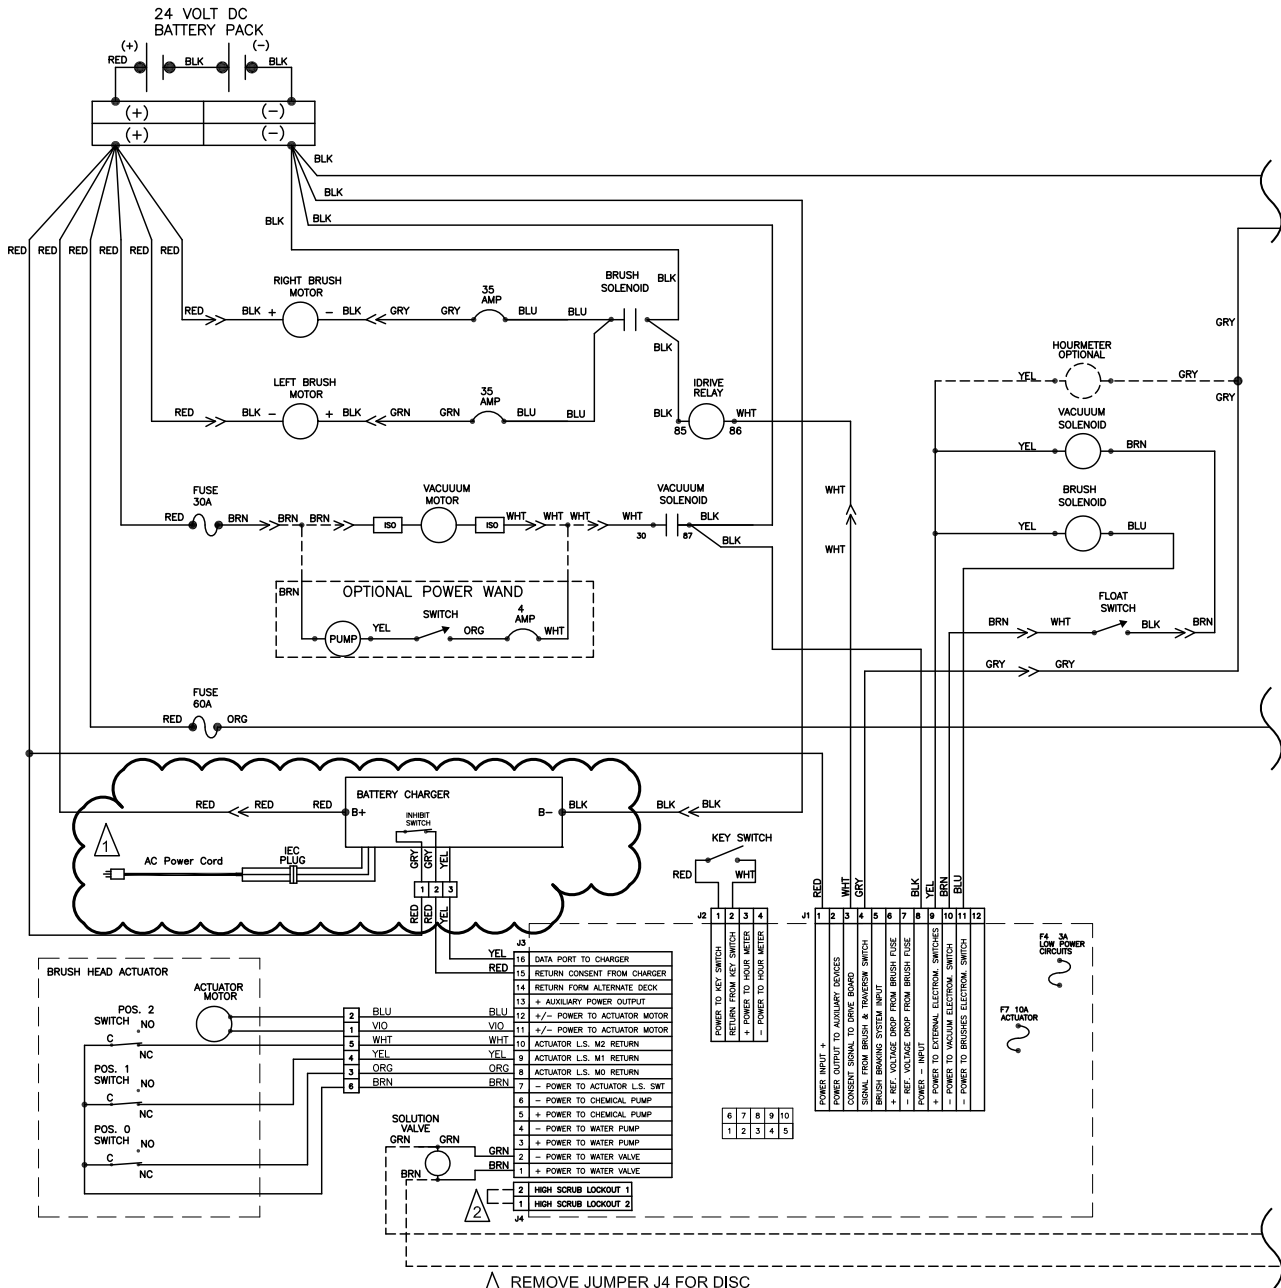 24 VOLT DC
BATTERY PACK
(+) (-)
RED BLK BLK
(+) (-)
(+) (-)
BLK
BLK
BLK BLK
RED RED RED RED RED RED
RIGHT BRUSH
MOTOR
RED BLK + - BLK GRY GRY
35
AMP
BLU BLU
BRUSH
SOLENOID
BLK
BLK
LEFT BRUSH
MOTOR
RED BLK - + BLK GRN GRN
35
AMP
BLU BLU
IDRIVE
RELAY
BLK WHT
85 86
GRY
HOURMETER
OPTIONAL
YEL GRY
GRY
VACUUUM
SOLENOID
YEL BRN
BRUSH
SOLENOID
YEL BLU
FUSE
30A
RED BRN BRN BRN
ISO
VACUUUM
MOTOR
ISO
WHT WHT WHT
VACUUUM
SOLENOID
30 87
BLK
BLK
WHT
WHT
OPTIONAL POWER WAND
BRN
PUMP
YEL
SWITCH
ORG
4
AMP
WHT
FLOAT
SWITCH
BRN WHT BLK BRN
GRY GRY
FUSE
60A
RED ORG
BATTERY CHARGER
RED RED RED B+ B- BLK BLK BLK
INHIBIT
SWITCH
1
AC Power Cord
IEC
PLUG
GRY GRY YEL
1 2 3
RED RED YEL
KEY SWITCH
RED WHT
J2
1 2 3 4
POWER TO KEY SWITCH
RETURN FROM KEY SWITCH
+ POWER TO HOUR METER
- POWER TO HOUR METER
RED WHT GRY BLK YEL BRN BLU
J1
1 2 3 4 5 6 7 8 9 10 11 12
POWER INPUT +
POWER OUTPUT TO AUXILIARY DEVICES
CONSENT SIGNAL TO DRIVE BOARD
SIGNAL FROM BRUSH & TRAVERSW SWITCH
BRUSH BRAKING SYSTEM INPUT
+ REF. VOLTAGE DROP FROM BRUSH FUSE
- REF. VOLTAGE DROP FROM BRUSH FUSE
POWER - INPUT
+ POWER TO EXTERNAL ELECTROM. SWITCHES
- POWER TO VACUUM ELECTROM. SWITCH
- POWER TO BRUSHES ELECTROM. SWITCH
F4 3A
LOW POWER
CIRCUITS
F7 10A
ACTUATOR
6 7 8 9 10
1 2 3 4 5
J3
YEL 16 DATA PORT TO CHARGER
RED 15 RETURN CONSENT FROM CHARGER
14 RETURN FORM ALTERNATE DECK
13 + AUXILIARY POWER OUTPUT
2 BLU BLU 12 +/- POWER TO ACTUATOR MOTOR
1 VIO VIO 11 +/- POWER TO ACTUATOR MOTOR
5 WHT WHT 10 ACTUATOR L.S. M2 RETURN
4 YEL YEL 9 ACTUATOR L.S. M1 RETURN
3 ORG ORG 8 ACTUATOR L.S. M0 RETURN
6 BRN BRN 7 - POWER TO ACTUATOR L.S. SWT
6 - POWER TO CHEMICAL PUMP
5 + POWER TO CHEMICAL PUMP
4 - POWER TO WATER PUMP
3 + POWER TO WATER PUMP
GRN 2 - POWER TO WATER VALVE
BRN 1 + POWER TO WATER VALVE
2 HIGH SCRUB LOCKOUT 1
1 HIGH SCRUB LOCKOUT 2
J4
BRUSH HEAD ACTUATOR
ACTUATOR
MOTOR
POS. 2
SWITCH NO
C
NC
POS. 1
SWITCH NO
C
NC
POS. 0
SWITCH NO
C
NC
SOLUTION
VALVE
GRN GRN
BRN
2
REMOVE JUMPER J4 FOR DISC